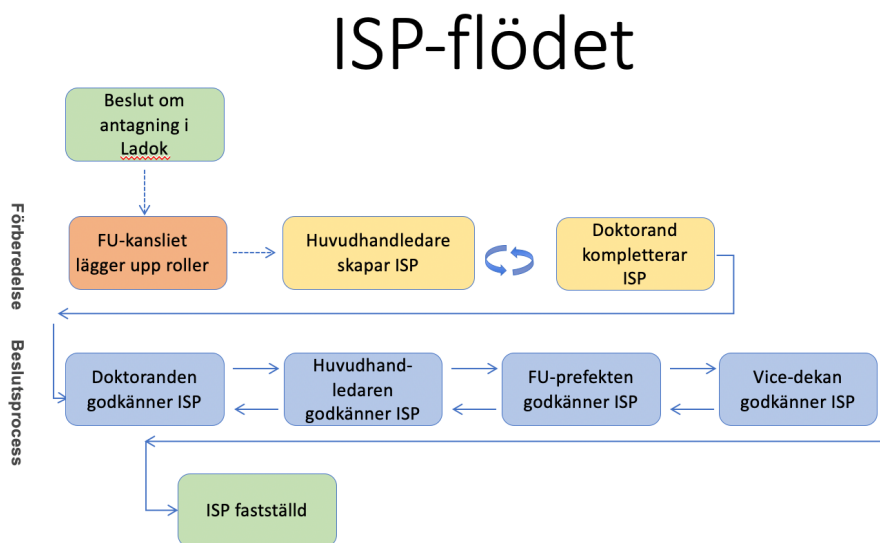 ISP-flödet
Beslut om
antagning i
Ladok
Förberedelse
FU-kansliet
lägger upp roller
Huvudhandledare
skapar ISP
Doktorand
kompletterar
ISP
Beslutsprocess
Doktoranden
godkänner ISP
Huvudhand-
ledaren
godkänner ISP
FU-prefekten
godkänner ISP
Vice-dekan
godkänner ISP
ISP fastställd